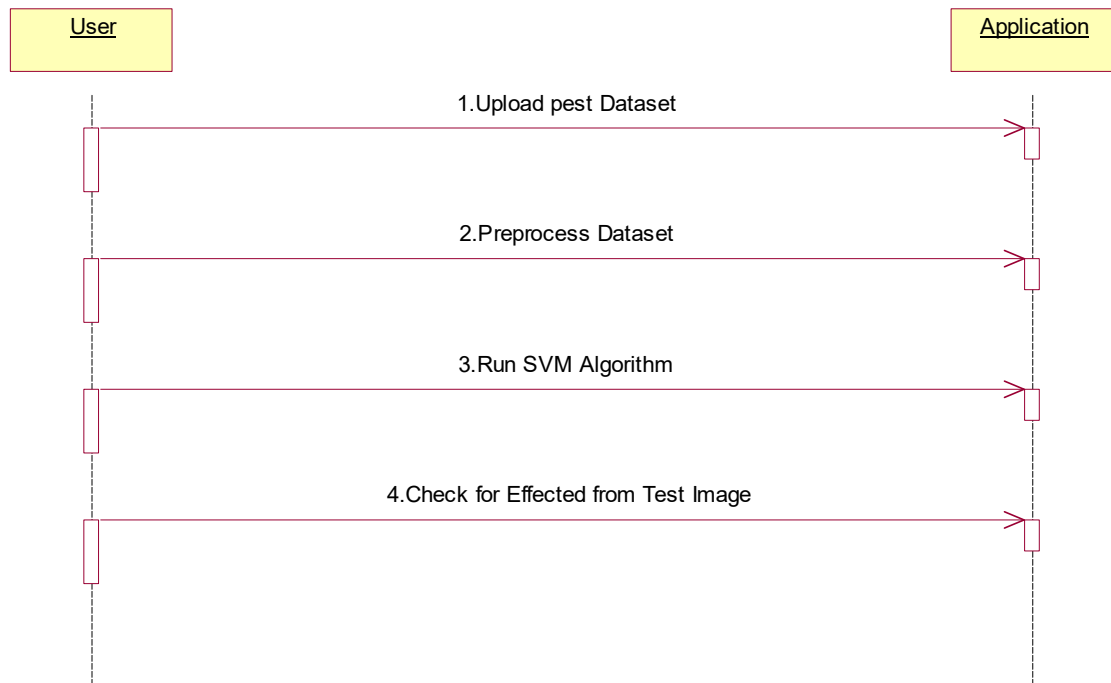 User
Application
1.Upload pest Dataset
2.Preprocess Dataset
3.Run SVM Algorithm
4.Check for Effected from Test Image